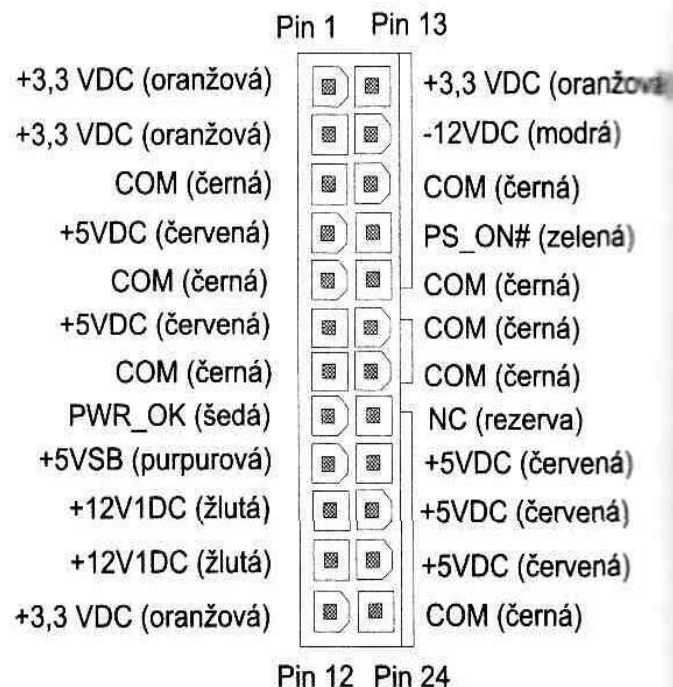 Pin 1 Pin 13
+3,3 VDC (oranžová) +3,3 VDC (oranžová
+3,3 VDC (oranžová) -12VDC (modrá)
COM (černá) COM (černá)
+5VDC (červená) PS_ON# (zelená)
COM (černá) COM (černá)
+5VDC (červená) COM (černá)
COM (černá) COM (černá)
PWR_OK (šedá) NC (rezerva)
+5VSB (purpurová) +5VDC (červená)
+12V1DC (žlutá) +5VDC (červená)
+12V1DC (žlutá) +5VDC (červená)
+3,3 VDC (oranžová) COM (černá)
Pin 12 Pin 24